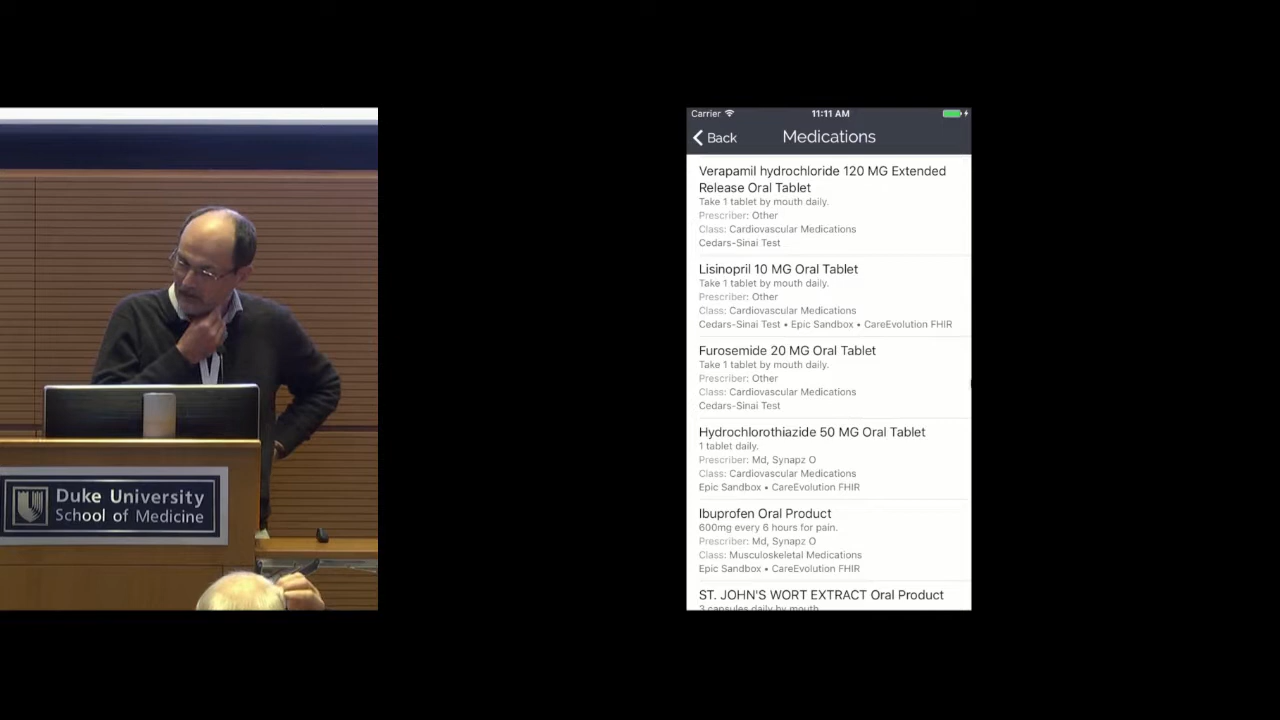 Duke University
School of Medicine
Carrier 11:11 AM
Back Medications
Verapamil hydrochloride 120 MG Extended
Release Oral Tablet
Take 1 tablet by mouth daily.
Prescriber: Other
Class: Cardiovascular Medications
Cedars-Sinai Test
Lisinopril 10 MG Oral Tablet
Take 1 tablet by mouth daily.
Prescriber: Other
Class: Cardiovascular Medications
Cedars-Sinai Test • Epic Sandbox • CareEvolution FHIR
Furosemide 20 MG Oral Tablet
Take 1 tablet by mouth daily.
Prescriber: Other
Class: Cardiovascular Medications
Cedars-Sinai Test
Hydrochlorothiazide 50 MG Oral Tablet
1 tablet daily.
Prescriber: Md, Synapz O
Class: Cardiovascular Medications
Epic Sandbox • CareEvolution FHIR
Ibuprofen Oral Product
600mg every 6 hours for pain.
Prescriber: Md, Synapz O
Class: Musculoskeletal Medications
Epic Sandbox • CareEvolution FHIR
ST. JOHN'S WORT EXTRACT Oral Product
3 capsules daily by mouth